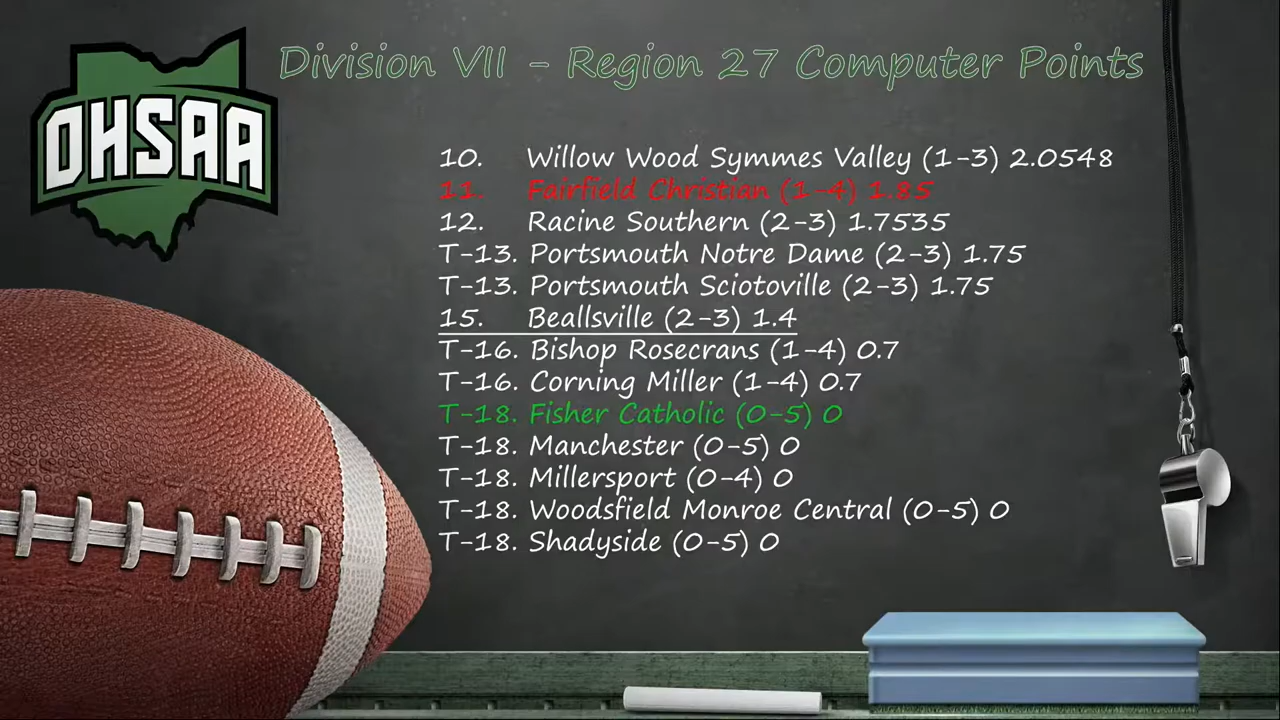 OHSAA
Division VII - Region 27 Computer Points
10. Willow Wood Symmes Valley (1-3) 2.0548
11. Fairfield Christian (1-4) 1.85
12. Racine Southern (2-3) 1.7535
T-13. Portsmouth Notre Dame (2-3) 1.75
T-13. Portsmouth Sciotoville (2-3) 1.75
15. Beallsville (2-3) 1.4
T-16. Bishop Rosecrans (1-4) 0.7
T-16. Corning Miller (1-4) 0.7
T-18. Fisher Catholic (0-5) 0
T-18. Manchester (0-5) 0
T-18. Millersport (0-4) 0
T-18. Woodsfield Monroe Central (0-5) 0
T-18. Shadyside (0-5) 0